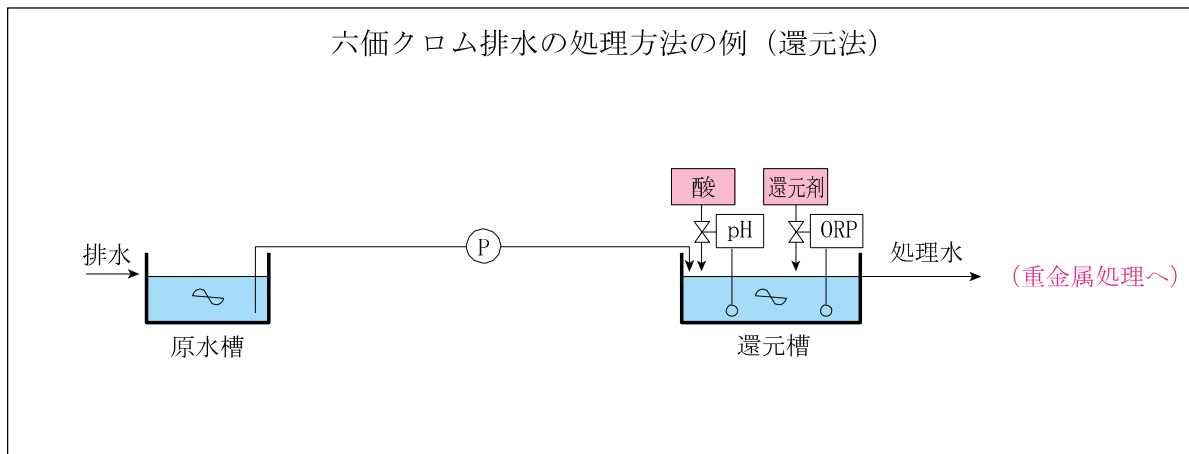 六価クロム排水の処理方法の例（還元法）
酸
還元剤
pH
ORP
P
排水
処理水
（重金属処理へ）
原水槽
還元槽